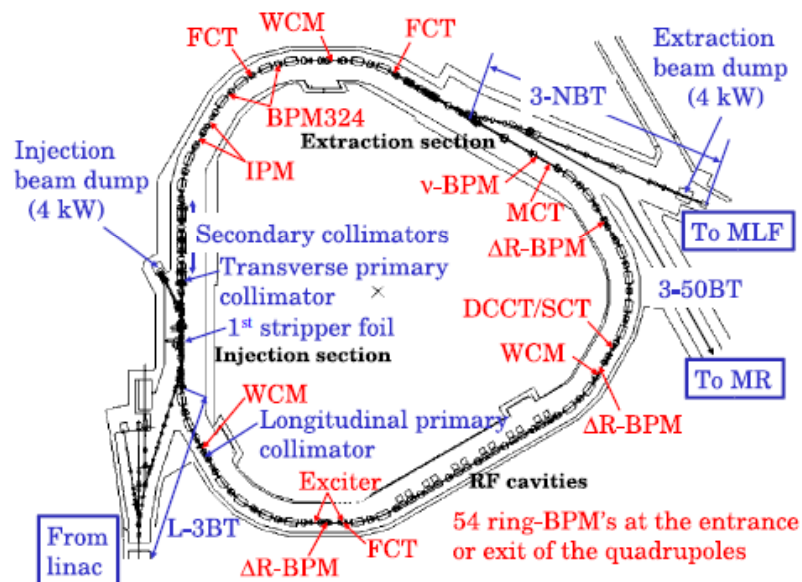 WCM
FCT
FCT
Extraction
beam dump
(4 kW)
3-NBT
BPM324
Extraction section
IPM
Injection
beam dump
(4 kW)
ν-BPM
MCT
ΔR-BPM
To MLF
Secondary collimators
Transverse primary
collimator
3-50BT
1st stripper foil
Injection section
DCCT/SCT
WCM
To MR
ΔR-BPM
WCM
Longitudinal primary
collimator
RF cavities
Exciter
L-3BT
From
linac
ΔR-BPM
FCT
54 ring-BPM's at the entrance
or exit of the quadrupoles